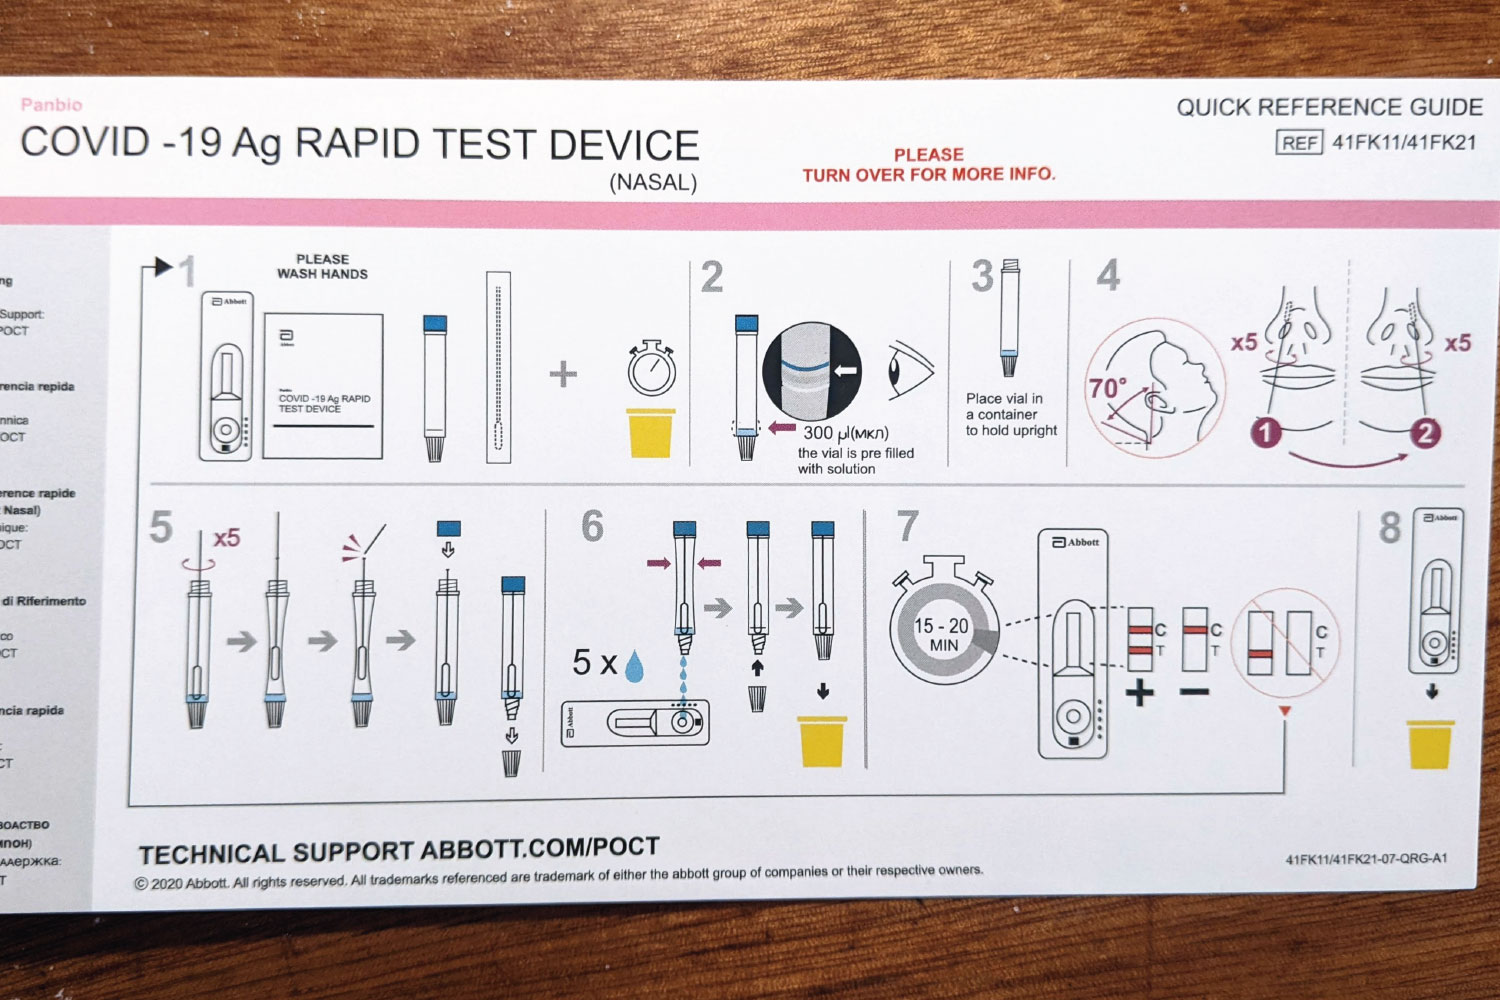 Panbio
COVID -19 Ag RAPID TEST DEVICE
(NASAL)
PLEASE
TURN OVER FOR MORE INFO.
QUICK REFERENCE GUIDE
REF 41FK11/41FK21
ng
Support:
POCT
rencia repida
nnica
OCT
erence rapide
Nasal)
ique:
OCT
di Riferimento
co
CT
ncia rapida
:
CT
ВОАСТВО
ПОН)
ААержка:
T
1
PLEASE
WASH HANDS
Abbott
Abbott
COVID -19 Ag RAPID
TEST DEVICE
+
2
300 µl(мкл)
the vial is pre filled
with solution
3
Place vial in
a container
to hold upright
4
70°
x5
x5
1
2
5
x5
6
5 x
Abbott
7
15 - 20
MIN
Abbott
C
T
+
C
T
−
C
T
8
Abbott
TECHNICAL SUPPORT ABBOTT.COM/POCT
© 2020 Abbott. All rights reserved. All trademarks referenced are trademark of either the abbott group of companies or their respective owners.
41FK11/41FK21-07-QRG-A1